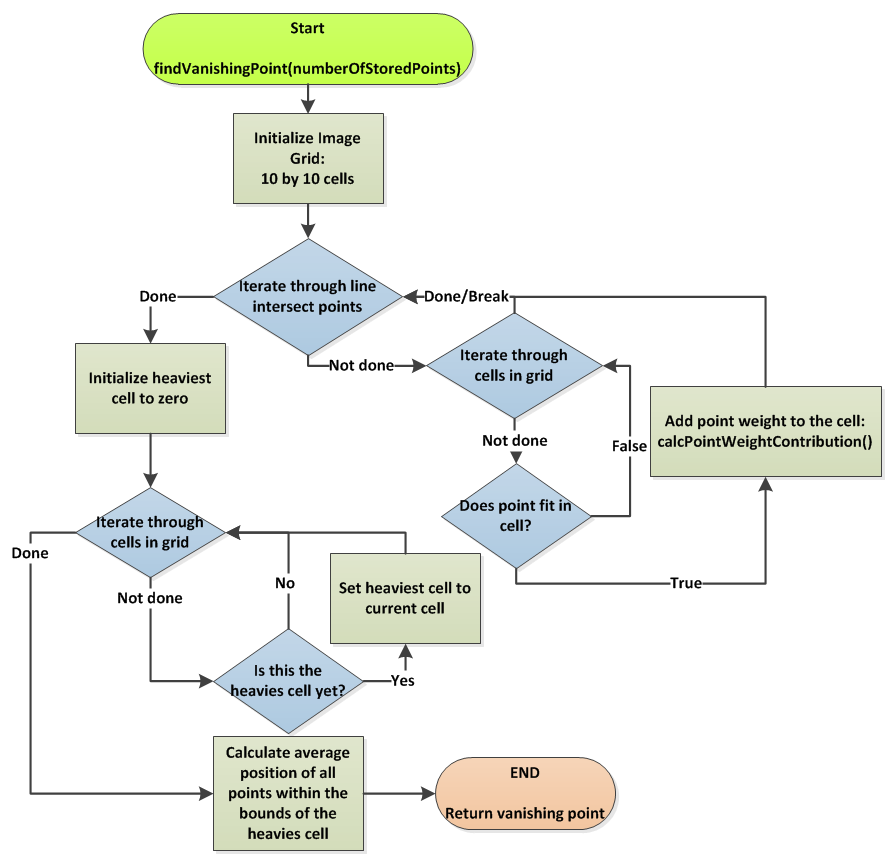 Start
findVanishingPoint(numberOfStoredPoints)
Initialize Image
Grid:
10 by 10 cells
Iterate through line
intersect points
Done
Done/Break
Not done
Iterate through
cells in grid
Initialize heaviest
cell to zero
Not done
False
Add point weight to the cell:
calcPointWeightContribution()
Does point fit in
cell?
True
Iterate through
cells in grid
Done
Not done
No
Set heaviest cell to
current cell
Is this the
heavies cell yet?
Yes
Calculate average
position of all
points within the
bounds of the
heavies cell
END
Return vanishing point